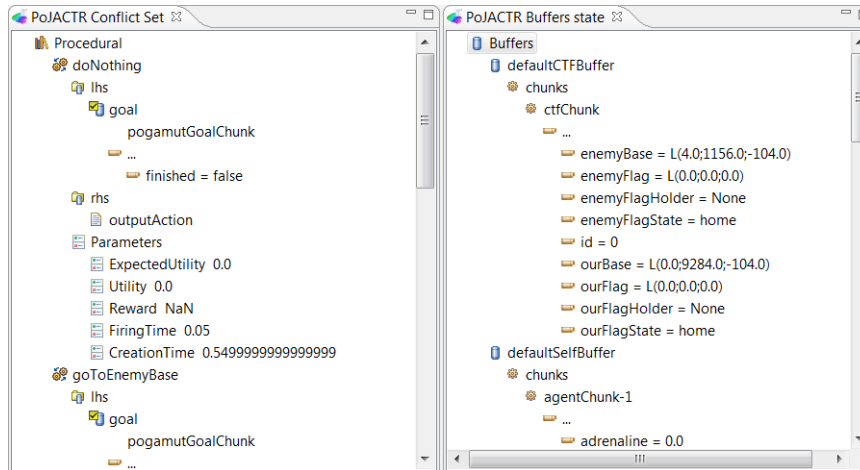 PoJACTR Conflict Set
Procedural
doNothing
lhs
goal
pogamutGoalChunk
...
finished = false
rhs
outputAction
Parameters
ExpectedUtility 0.0
Utility 0.0
Reward NaN
FiringTime 0.05
CreationTime 0.5499999999999999
goToEnemyBase
lhs
goal
pogamutGoalChunk
...
PoJACTR Buffers state
Buffers
defaultCTFBuffer
chunks
ctfChunk
...
enemyBase = L(4.0;1156.0;-104.0)
enemyFlag = L(0.0;0.0;0.0)
enemyFlagHolder = None
enemyFlagState = home
id = 0
ourBase = L(0.0;9284.0;-104.0)
ourFlag = L(0.0;0.0;0.0)
ourFlagHolder = None
ourFlagState = home
defaultSelfBuffer
chunks
agentChunk-1
...
adrenaline = 0.0